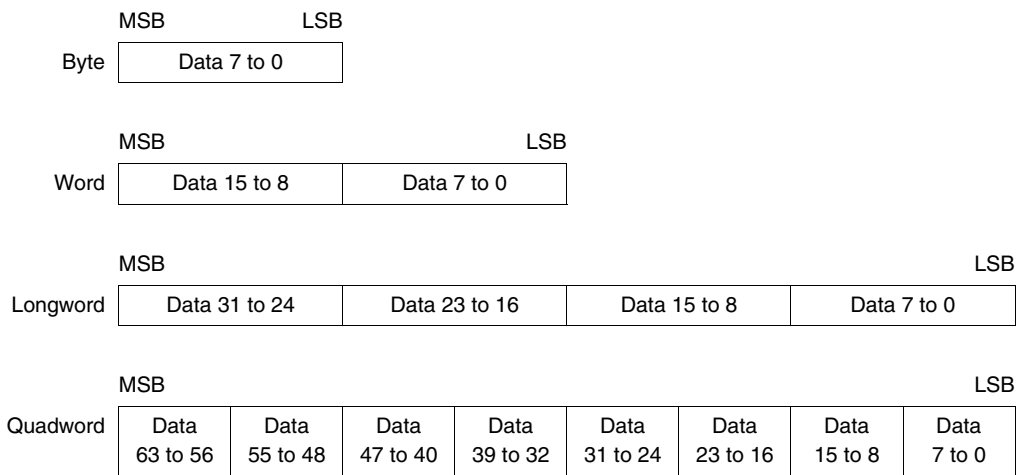 MSB LSB
Byte Data 7 to 0
MSB LSB
Word Data 15 to 8 Data 7 to 0
MSB LSB
Longword Data 31 to 24 Data 23 to 16 Data 15 to 8 Data 7 to 0
MSB LSB
Quadword Data Data Data Data Data Data Data Data
63 to 56 55 to 48 47 to 40 39 to 32 31 to 24 23 to 16 15 to 8 7 to 0